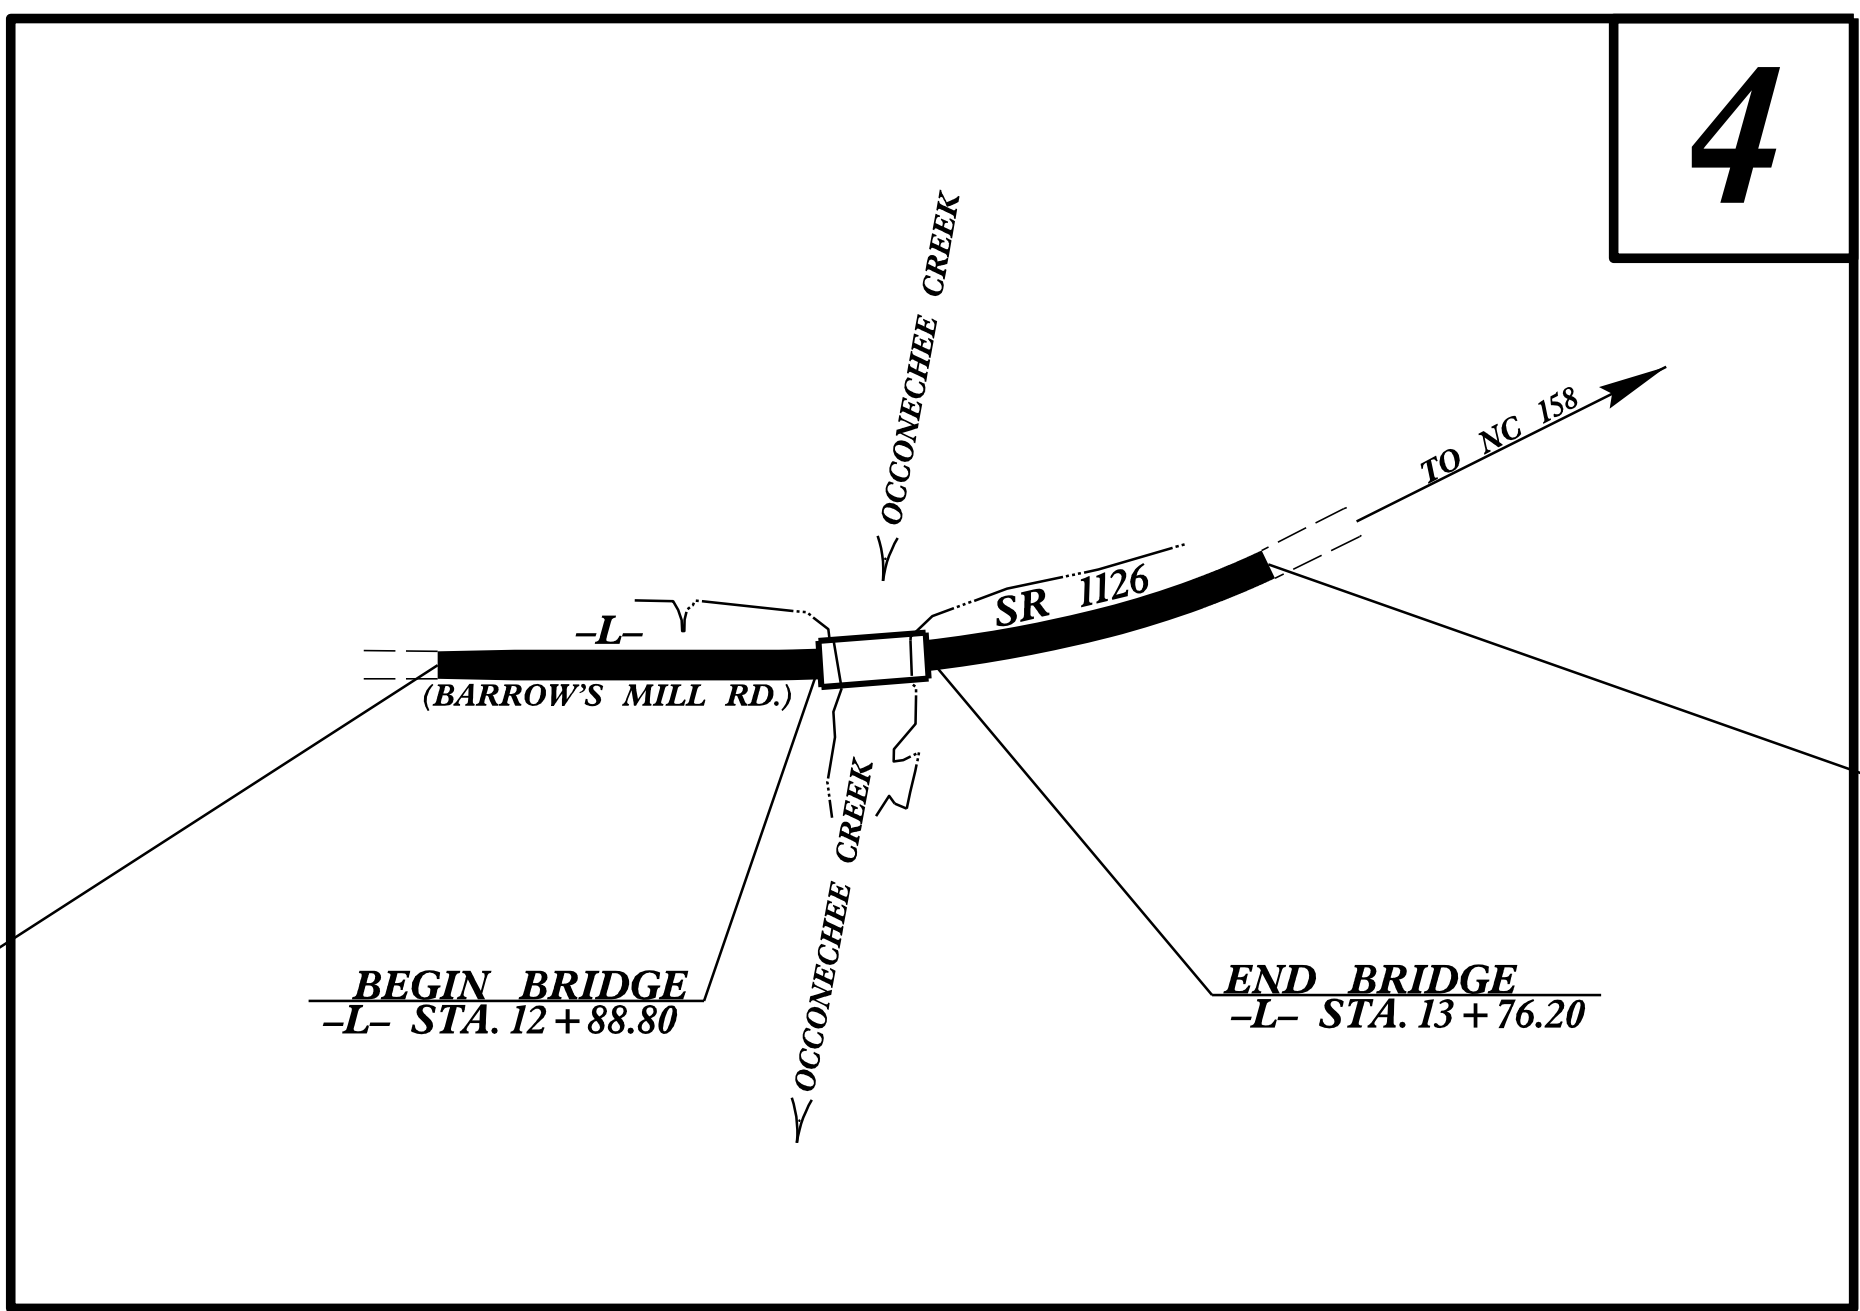 4
OCCONECHEE CREEK
TO NC 158
SR 1126
–L–
(BARROW'S MILL RD.)
OCCONECHEE CREEK
BEGIN BRIDGE
–L– STA. 12+88.80
END BRIDGE
–L– STA. 13+76.20